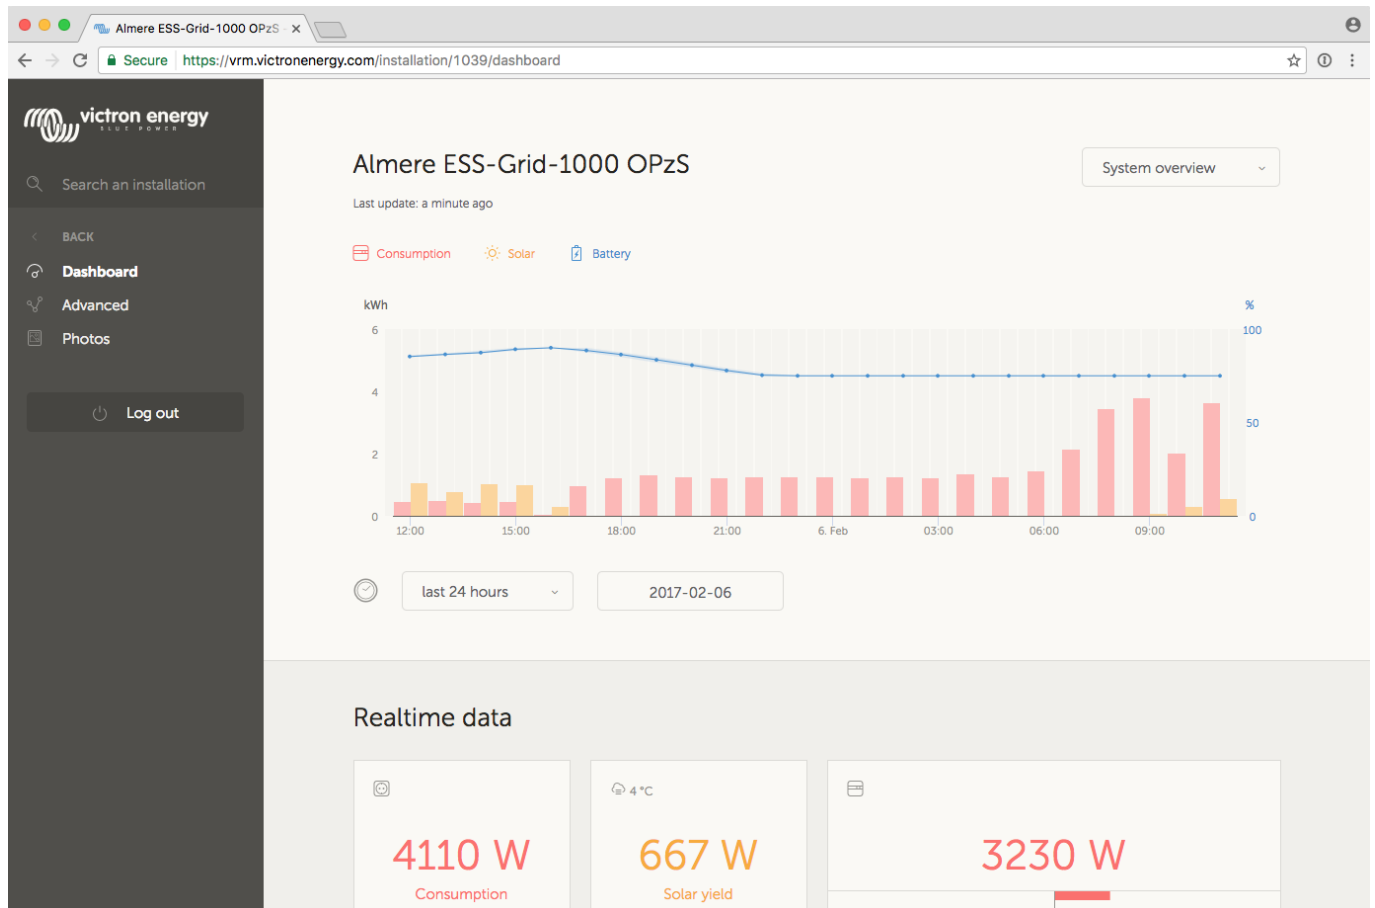 Almere ESS-Grid-1000 OPzS -
Secure https://vrm.victronenergy.com/installation/1039/dashboard
victron energy
BLUE POWER
Search an installation
BACK
Dashboard
Advanced
Photos
Log out
Almere ESS-Grid-1000 OPzS
System overview
Last update: a minute ago
Consumption Solar Battery
kWh %
6 100
4
50
2
0 0
12:00 15:00 18:00 21:00 6. Feb 03:00 06:00 09:00
last 24 hours 2017-02-06
Realtime data
4 °C
4110 W 667 W 3230 W
Consumption Solar yield